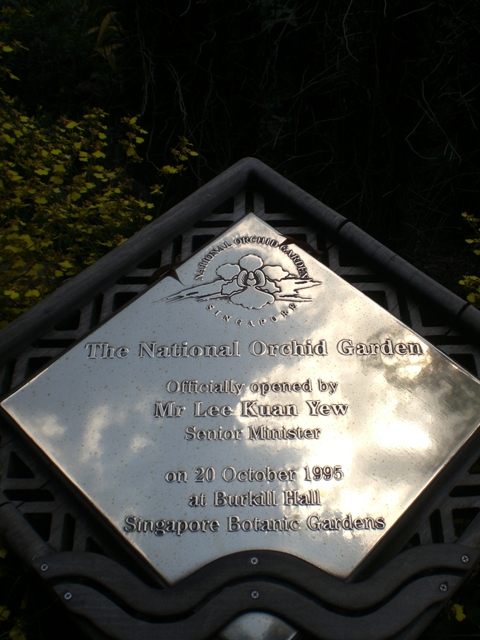 NATIONAL ORCHID GARDEN
SINGAPORE
The National Orchid Garden
Officially opened by
Mr Lee Kuan Yew
Senior Minister
on 20 October 1995
at Burkill Hall
Singapore Botanic Gardens